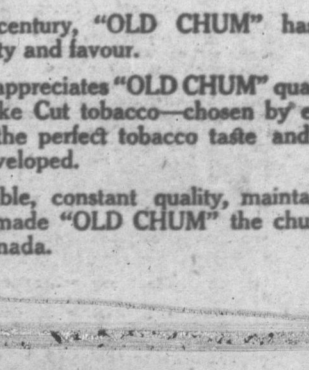 century, “OLD CHUM” has
ty and favour.
appreciates “OLD CHUM” qua
ke Cut tobacco—chosen by e
the perfect tobacco taste and
veloped.
ble, constant quality, mainta
made “OLD CHUM” the chu
nada.